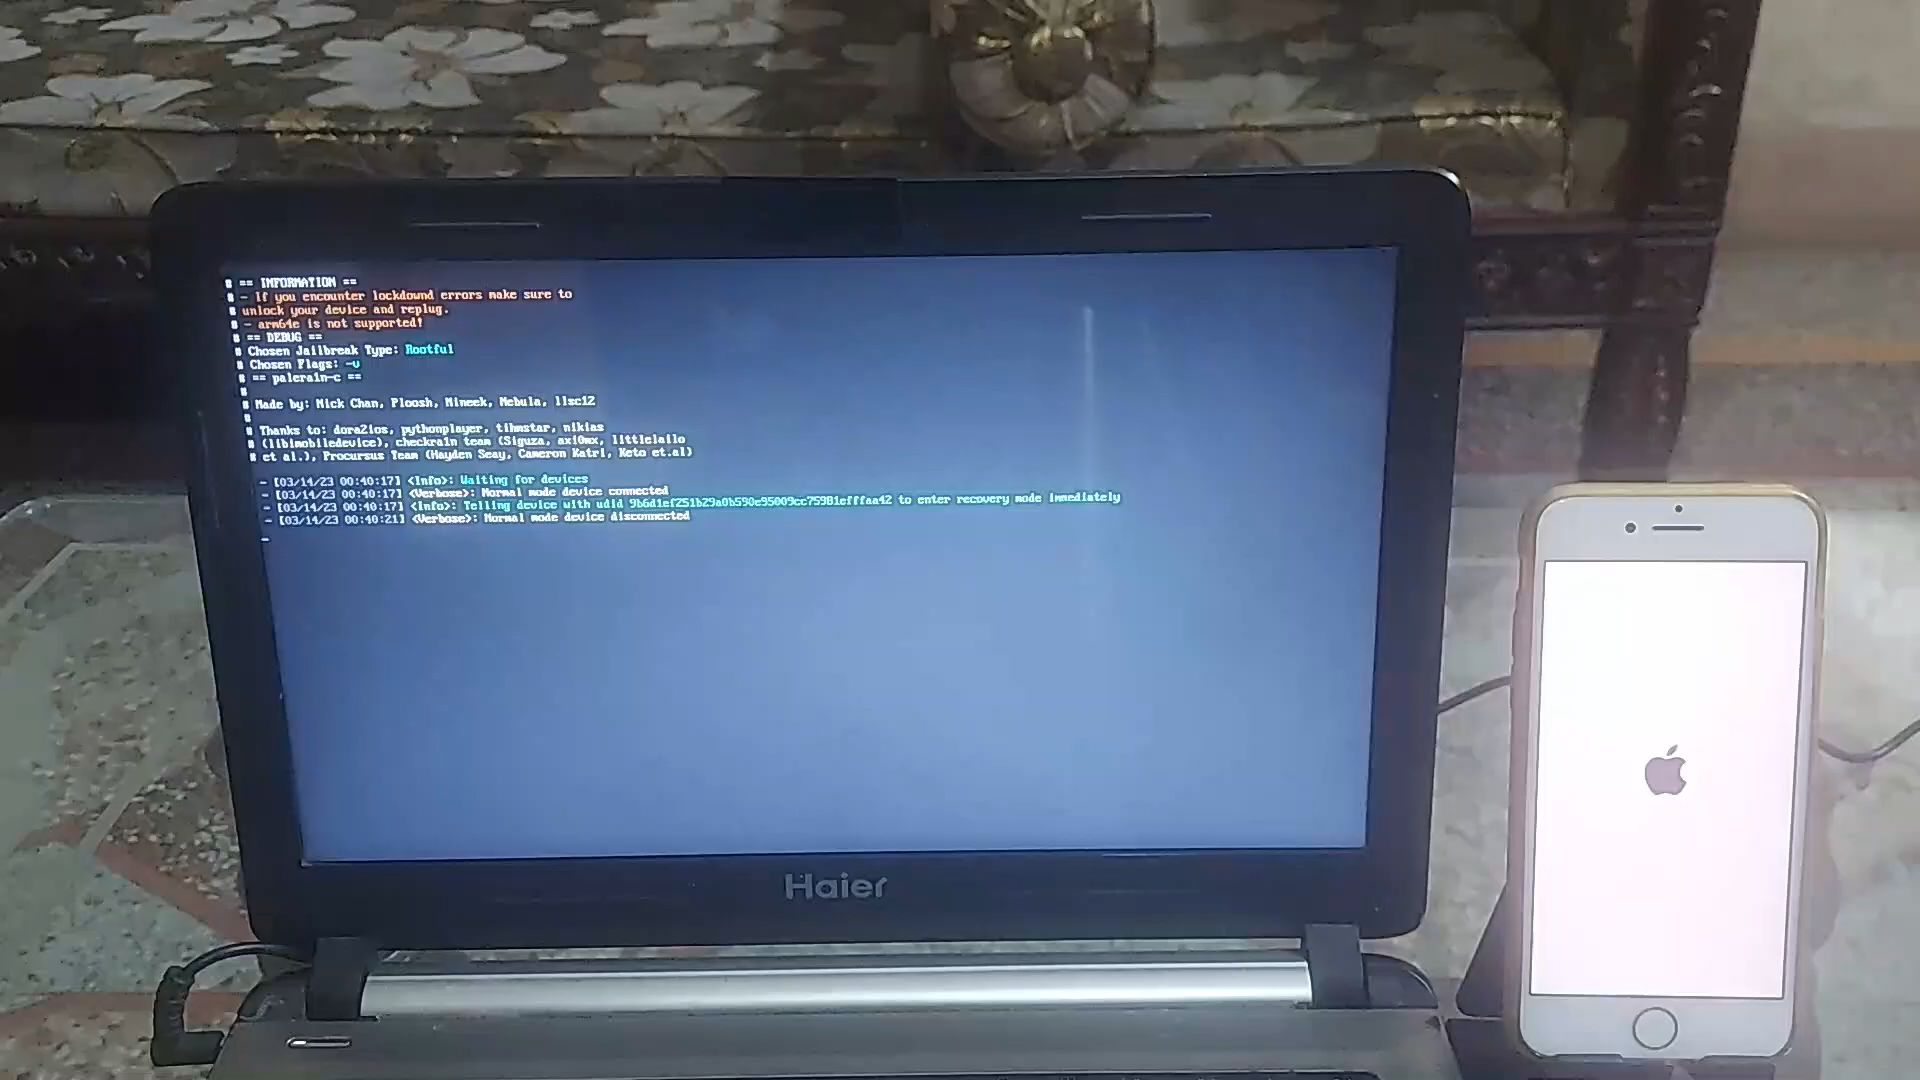 == INFORMATION ==
- If you encounter lockdownd errors make sure to
unlock your device and replug.
- arm64e is not supported!
== DEBUG ==
Chosen Jailbreak Type: Rootful
Chosen Flags: -v
== palera1n-c ==
Made by: Nick Chan, Ploosh, Mineek, Nebula, llsc12
Thanks to: dora2ios, pythonplayer, tihmstar, nikias
(libimobiledevice), checkra1n team (Siguza, axi0mx, littlelailo
et al.), Procursus Team (Hayden Seay, Cameron Katri, Keto et.al)
- [03/14/23 00:40:17] <Info>: Waiting for devices
- [03/14/23 00:40:17] <Verbose>: Normal mode device connected
- [03/14/23 00:40:17] <Info>: Telling device with udid 9b6d1ef251b29a0b590e95009cc75981efffaa42 to enter recovery mode immediately
- [03/14/23 00:40:21] <Verbose>: Normal mode device disconnected
Haier